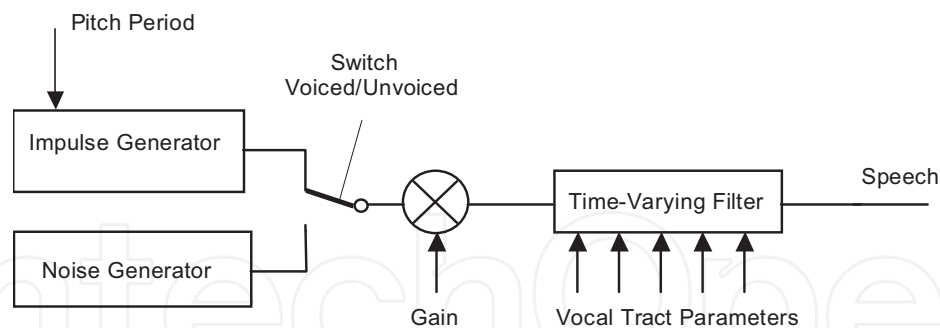 Pitch Period
Switch
Voiced/Unvoiced
Impulse Generator
Speech
Time-Varying Filter
Noise Generator
Gain
Vocal Tract Parameters